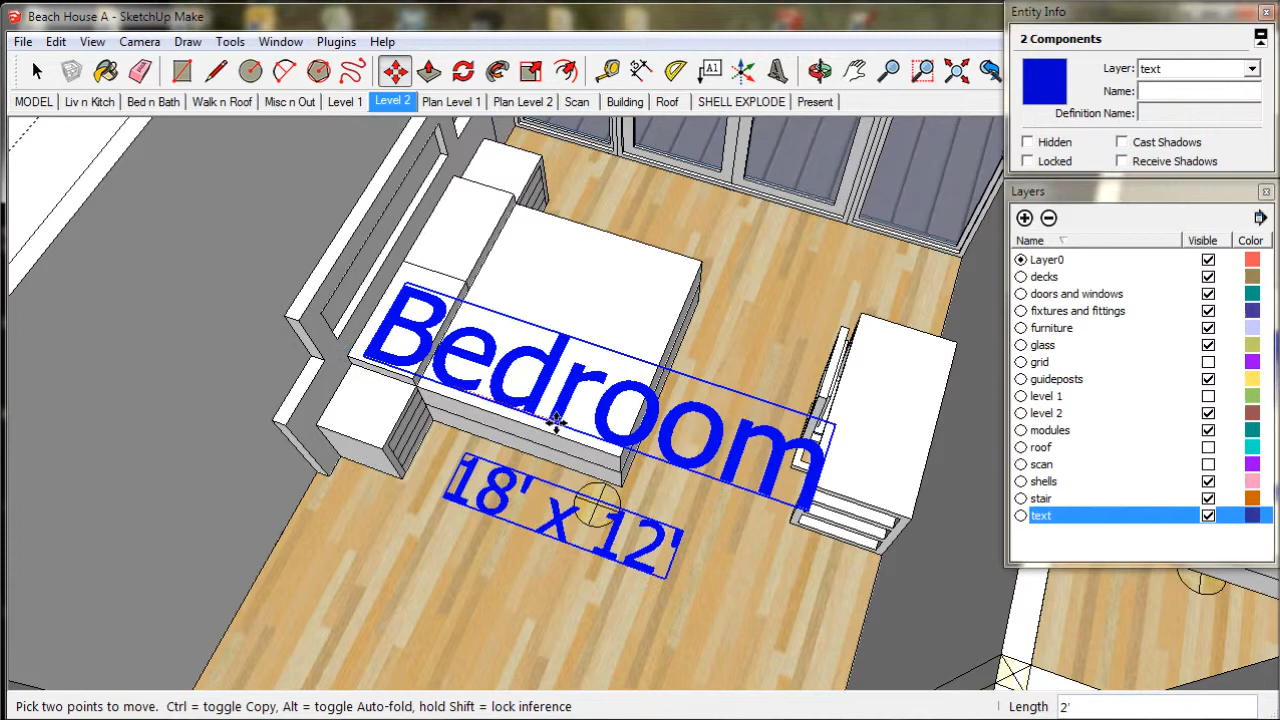 Beach House A - SketchUp Make
File Edit View Camera Draw Tools Window Plugins Help
A1
MODEL Liv n Kitch Bed n Bath Walk n Roof Misc n Out Level 1 Level 2 Plan Level 1 Plan Level 2 Scan Building Roof SHELL EXPLODE Present
Bedroom
18' x 12'
Entity Info
2 Components
Layer: text
Name:
Definition Name:
Hidden Cast Shadows
Locked Receive Shadows
Layers
Name Visible Color
Layer0
decks
doors and windows
fixtures and fittings
furniture
glass
grid
guideposts
level 1
level 2
modules
roof
scan
shells
stair
text
Pick two points to move. Ctrl = toggle Copy, Alt = toggle Auto-fold, hold Shift = lock inference
Length 2'